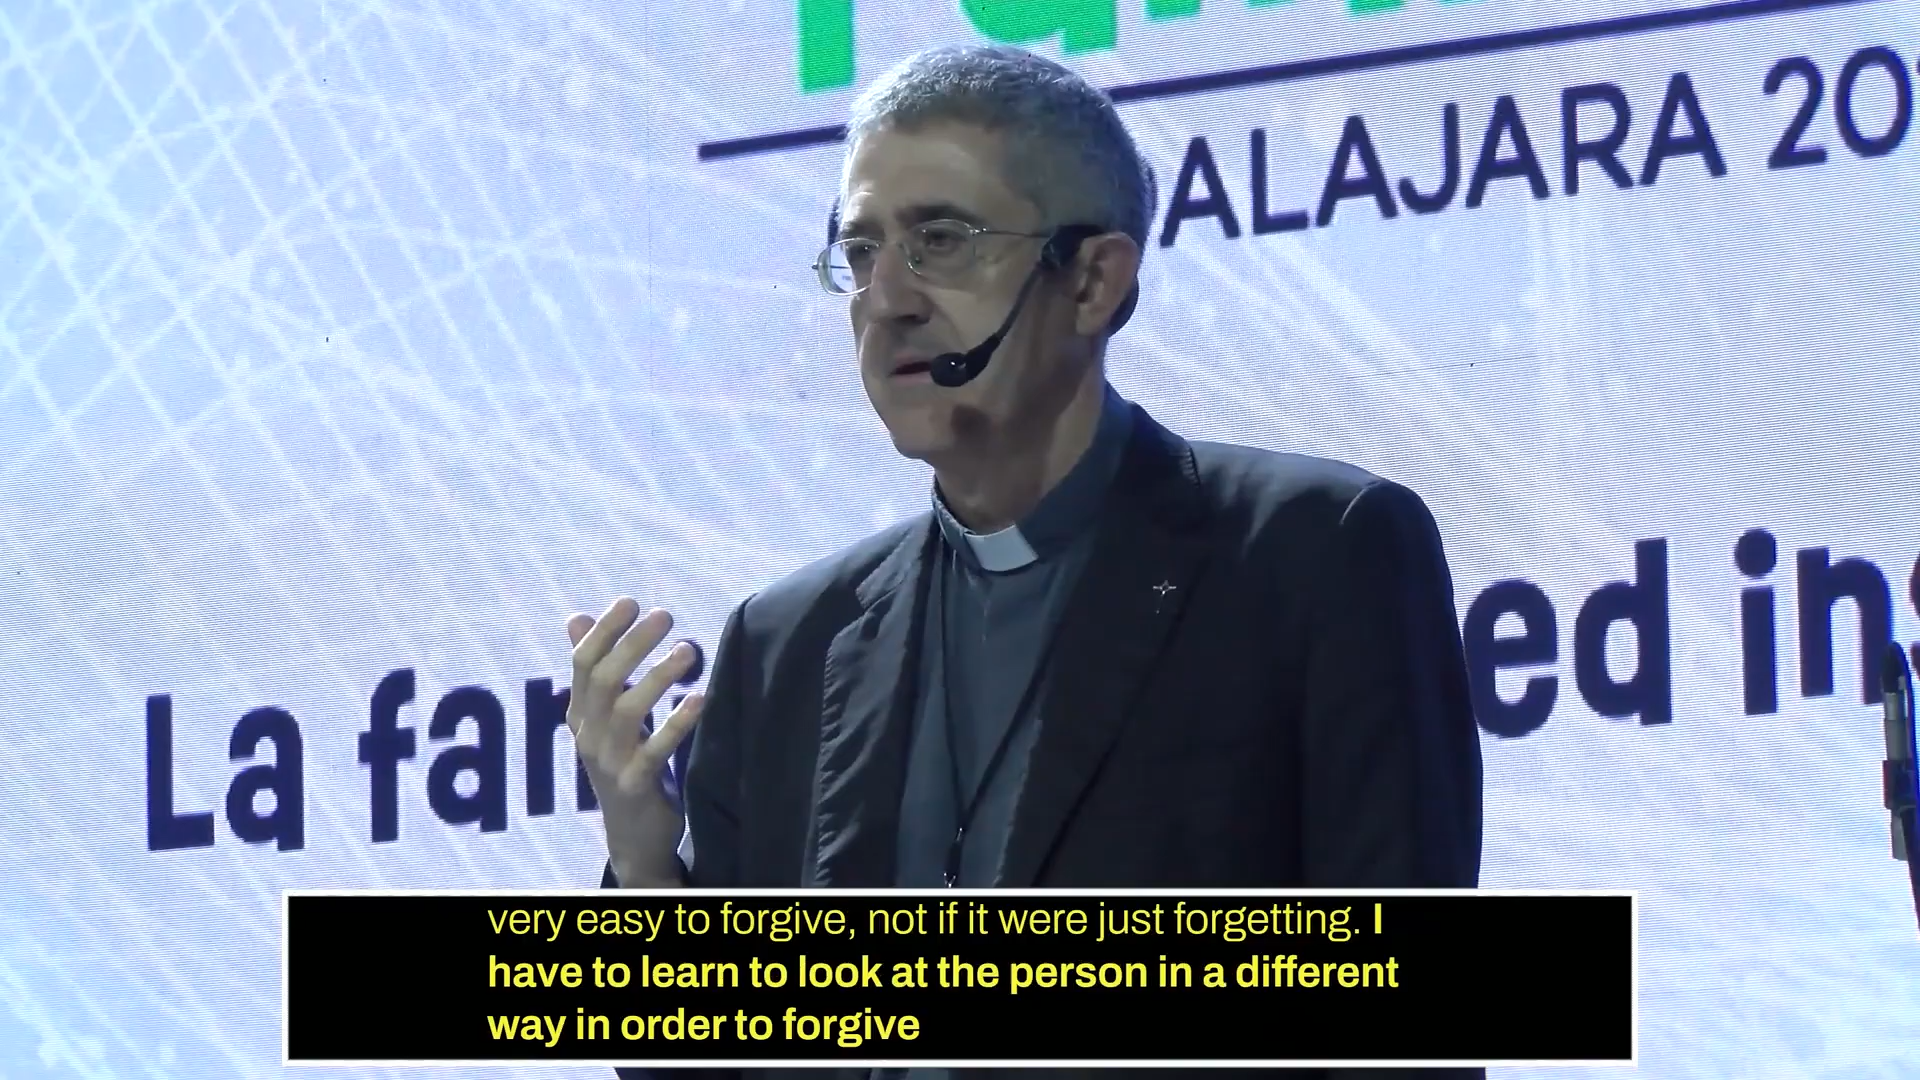 ALAJARA 20
La fam
ed in
very easy to forgive, not if it were just forgetting. I
have to learn to look at the person in a different
way in order to forgive